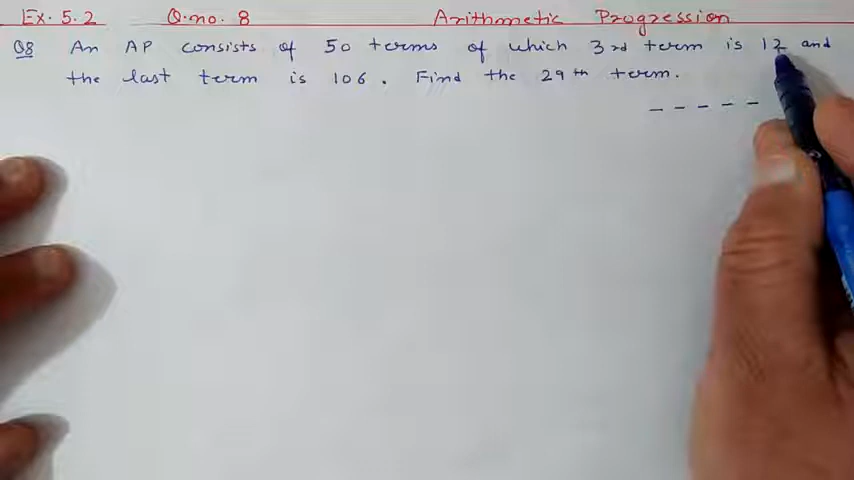 Ex. 5.2 Q.no. 8 Arithmetic Progression
Q8 An AP consists of 50 terms of which 3rd term is 12 and
the last term is 106. Find the 29th term.